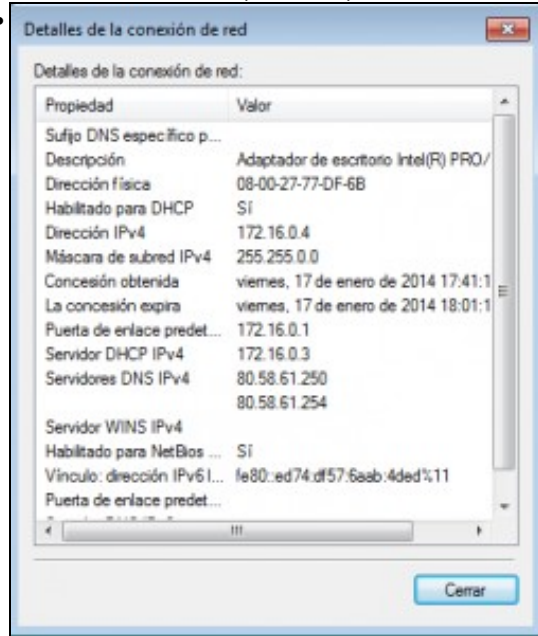 Detalles de la conexión de red
Detalles de la conexión de red:
Propiedad Valor
Sufijo DNS específico p...
Descripción Adaptador de escritorio Intel(R) PRO/
Dirección física 08-00-27-77-DF-6B
Habilitado para DHCP Sí
Dirección IPv4 172.16.0.4
Máscara de subred IPv4 255.255.0.0
Concesión obtenida viernes, 17 de enero de 2014 17:41:1
La concesión expira viernes, 17 de enero de 2014 18:01:1
Puerta de enlace predet... 172.16.0.1
Servidor DHCP IPv4 172.16.0.3
Servidores DNS IPv4 80.58.61.250
80.58.61.254
Servidor WINS IPv4
Habilitado para NetBios ... Sí
Vínculo: dirección IPv6 l... fe80::ed74:df57:6aab:4ded%11
Puerta de enlace predet...
Cerrar